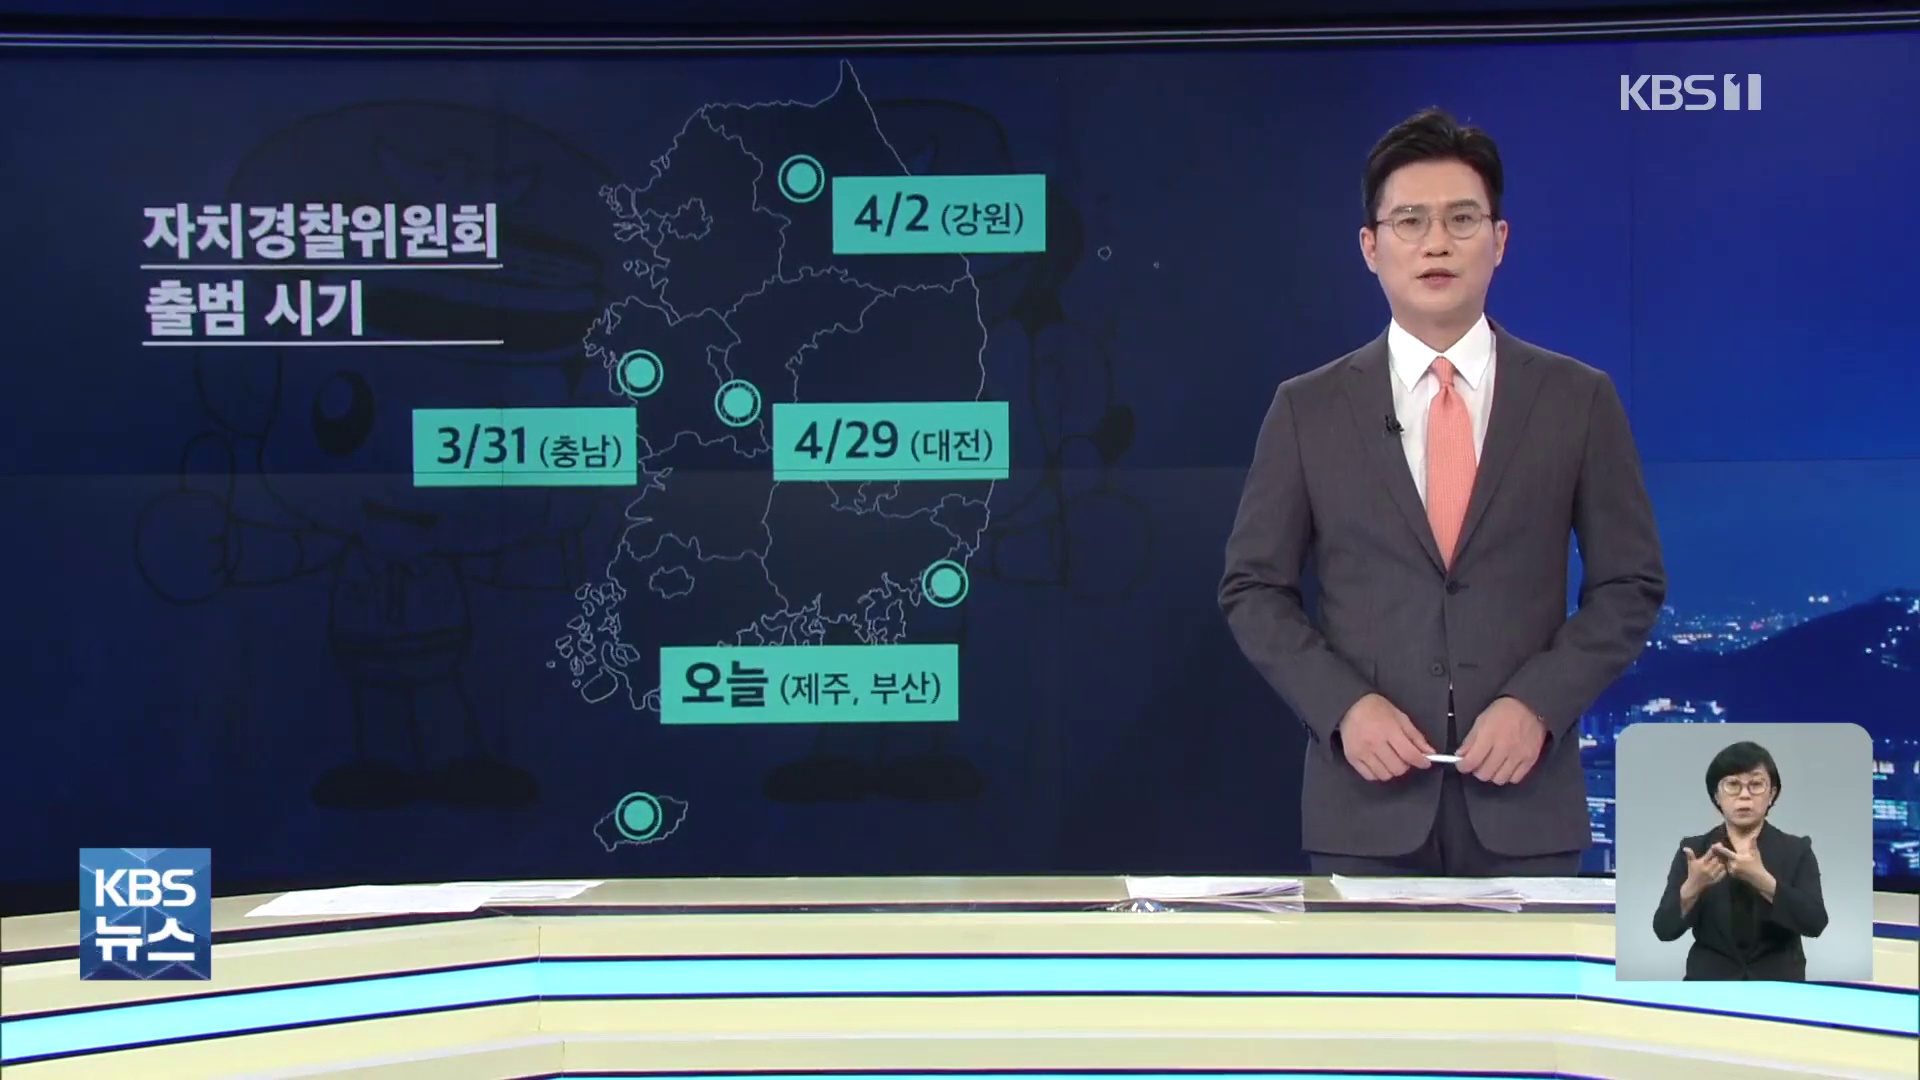 KBS 1
자치경찰위원회
출범 시기
4/2 (강원)
3/31 (충남)
4/29 (대전)
오늘 (제주, 부산)
KBS
뉴스